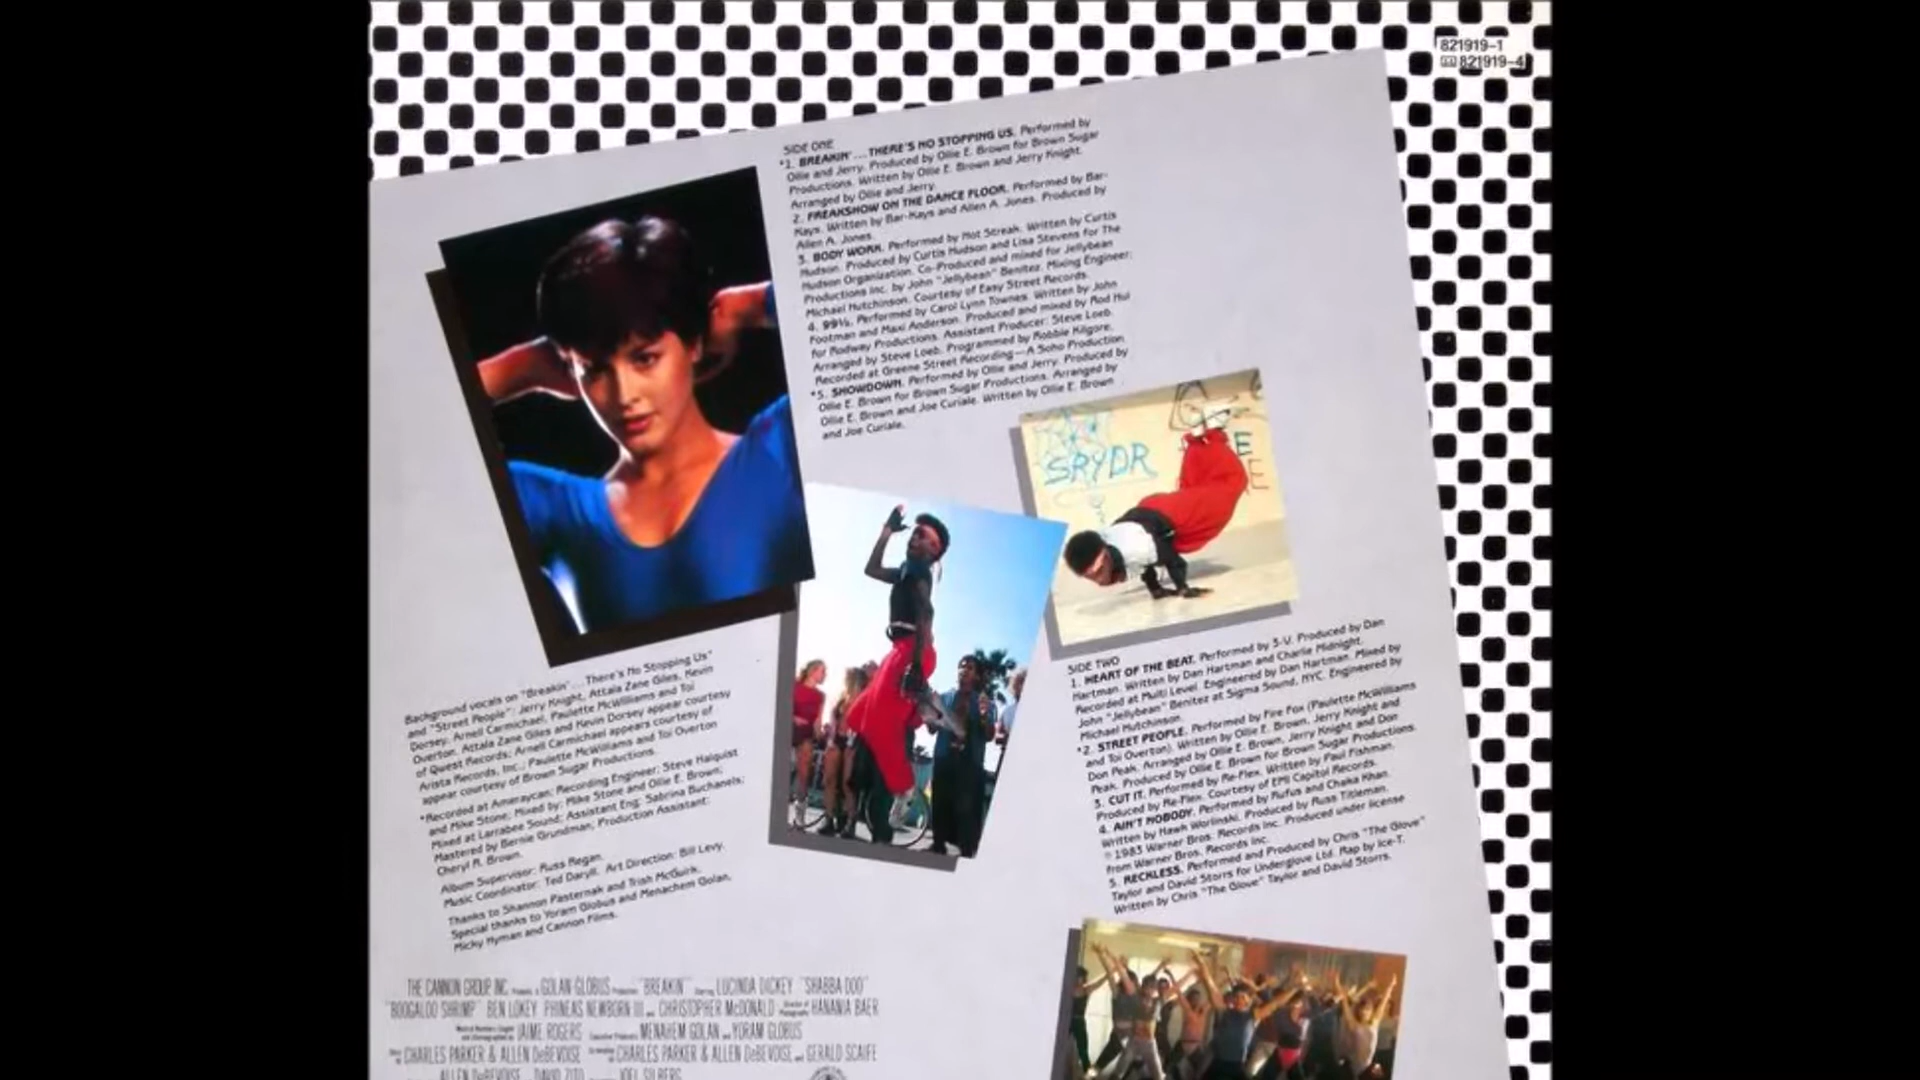 821919-1
821919-4
SIDE ONE
*1. BREAKIN'... THERE'S NO STOPPING US. Performed by
Ollie and Jerry. Produced by Ollie E. Brown for Brown Sugar
Productions. Written by Ollie E. Brown and Jerry Knight.
Arranged by Ollie and Jerry.
2. FREAKSHOW ON THE DANCE FLOOR. Performed by Bar-
Kays. Written by Bar-Kays and Allen A. Jones. Produced by
Allen A. Jones.
3. BODY WORK. Performed by Hot Streak. Written by Curtis
Hudson. Produced by Curtis Hudson and Lisa Stevens for The
Hudson Organization. Co-Produced and mixed for Jellybean
Productions Inc. by John "Jellybean" Benitez. Mixing Engineer:
Michael Hutchinson. Courtesy of Easy Street Records.
4. 99½. Performed by Carol Lynn Townes. Written by John
Footman and Maxi Anderson. Produced and mixed by Rod Hui
for Rodway Productions. Assistant Producer: Steve Loeb.
Arranged by Steve Loeb. Programmed by Robbie Kilgore.
Recorded at Greene Street Recording—A Soho Production.
*5. SHOWDOWN. Performed by Ollie and Jerry. Produced by
Ollie E. Brown for Brown Sugar Productions. Arranged by
Ollie E. Brown and Joe Curiale. Written by Ollie E. Brown
and Joe Curiale.
SRYDR
E
E
SIDE TWO
1. HEART OF THE BEAT. Performed by 3-V. Produced by Dan
Hartman. Written by Dan Hartman and Charlie Midnight.
Recorded at Multi Level. Engineered by Dan Hartman. Mixed by
John "Jellybean" Benitez at Sigma Sound, NYC. Engineered by
Michael Hutchinson.
*2. STREET PEOPLE. Performed by Fire Fox (Paulette McWilliams
and Toi Overton). Written by Ollie E. Brown, Jerry Knight and
Don Peak. Arranged by Ollie E. Brown, Jerry Knight and Don
Peak. Produced by Ollie E. Brown for Brown Sugar Productions.
3. CUT IT. Performed by Re-Flex. Written by Paul Fishman.
Produced by Re-Flex. Courtesy of EMI Capitol Records.
4. AIN'T NOBODY. Performed by Rufus and Chaka Khan.
Written by Hawk Worlinski. Produced by Russ Titleman.
℗ 1983 Warner Bros. Records Inc. Produced under license
from Warner Bros. Records Inc.
5. RECKLESS. Performed and Produced by Chris "The Glove"
Taylor and David Storrs for Underglove Ltd. Rap by Ice-T.
Written by Chris "The Glove" Taylor and David Storrs.
Background vocals on "Breakin'... There's No Stopping Us"
and "Street People": Jerry Knight, Attala Zane Giles, Kevin
Dorsey, Arnell Carmichael, Paulette McWilliams and Toi
Overton. Attala Zane Giles and Kevin Dorsey appear courtesy
of Qwest Records; Arnell Carmichael appears courtesy of
Arista Records, Inc.; Paulette McWilliams and Toi Overton
appear courtesy of Brown Sugar Productions.
*Recorded at Ameraycan; Recording Engineer: Steve Halquist
and Mike Stone; Mixed by: Mike Stone and Ollie E. Brown;
Mixed at Larrabee Sound; Assistant Eng: Sabrina Buchanels;
Mastered by Bernie Grundman; Production Assistant:
Cheryl R. Brown.
Album Supervisor: Russ Regan.
Music Coordinator: Ted Daryll. Art Direction: Bill Levy.
Thanks to Shannon Pasternak and Trish McGuirk.
Special thanks to Yoram Globus and Menachem Golan,
Micky Hyman and Cannon Films.
THE CANNON GROUP INC. Presents a GOLAN-GLOBUS Production "BREAKIN'" Starring LUCINDA DICKEY "SHABBA DOO"
"BOOGALOO SHRIMP" BEN LOKEY PHINEAS NEWBORN III and CHRISTOPHER McDONALD Director of Photography HANANIA BAER
Musical Numbers Staged and Choreographed by JAIME ROGERS Executive Producers MENAHEM GOLAN and YORAM GLOBUS
Story by CHARLES PARKER & ALLEN DeBEVOISE Screenplay by CHARLES PARKER & ALLEN DeBEVOISE and GERALD SCAIFE
ALLEN DeBEVOISE DAVID ZITO JOEL SILBERG